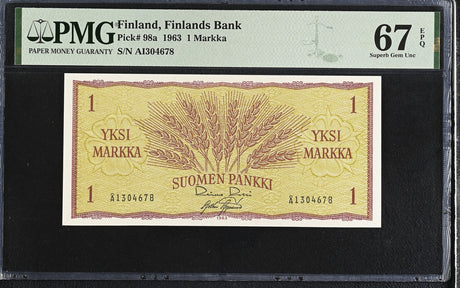 PMG
PAPER MONEY GUARANTY
Finland, Finlands Bank
Pick# 98a 1963 1 Markka
S/N AI304678
67 EPQ
Superb Gem Unc
1 1
YKSI MARKKA
YKSI MARKKA
SUOMEN PANKKI
1 1
Ä1304678 Ä1304678
1963